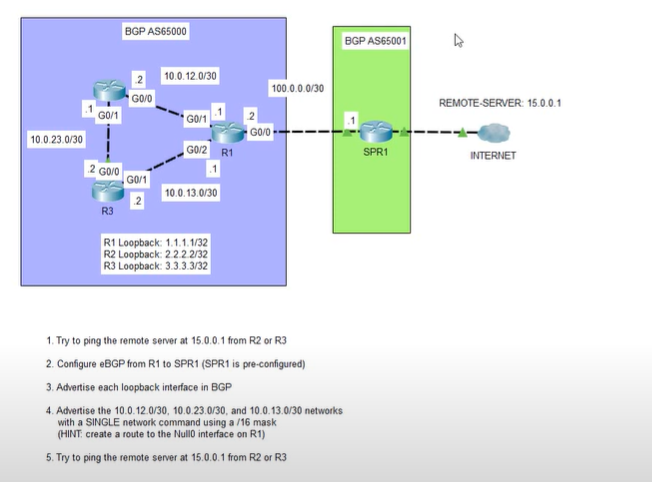 BGP AS65000
BGP AS65001
.2
10.0.12.0/30
G0/0
100.0.0.0/30
REMOTE-SERVER: 15.0.0.1
.1
G0/1
G0/1
.1
.2
G0/0
.1
10.0.23.0/30
G0/2
R1
SPR1
INTERNET
.2
G0/0
G0/1
.1
.2
10.0.13.0/30
R3
R1 Loopback: 1.1.1.1/32
R2 Loopback: 2.2.2.2/32
R3 Loopback: 3.3.3.3/32
1. Try to ping the remote server at 15.0.0.1 from R2 or R3
2. Configure eBGP from R1 to SPR1 (SPR1 is pre-configured)
3. Advertise each loopback interface in BGP
4. Advertise the 10.0.12.0/30, 10.0.23.0/30, and 10.0.13.0/30 networks
with a SINGLE network command using a /16 mask
(HINT: create a route to the Null0 interface on R1)
5. Try to ping the remote server at 15.0.0.1 from R2 or R3